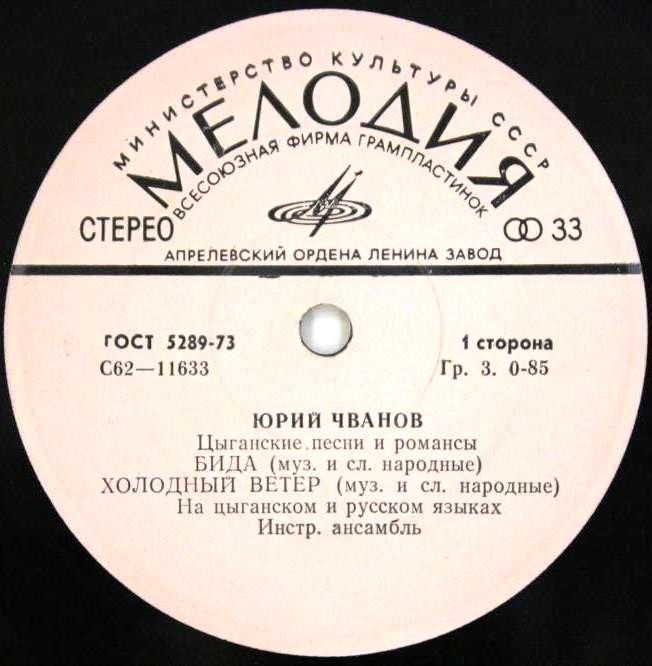 МИНИСТЕРСТВО КУЛЬТУРЫ СССР
МЕЛОДИЯ
ВСЕСОЮЗНАЯ ФИРМА ГРАМПЛАСТИНОК
СТЕРЕО
33
АПРЕЛЕВСКИЙ ОРДЕНА ЛЕНИНА ЗАВОД
ГОСТ 5289-73
1 сторона
С62—11633
Гр. 3. 0-85
ЮРИЙ ЧВАНОВ
Цыганские песни и романсы
БИДА (муз. и сл. народные)
ХОЛОДНЫЙ ВЕТЕР (муз. и сл. народные)
На цыганском и русском языках
Инстр. ансамбль